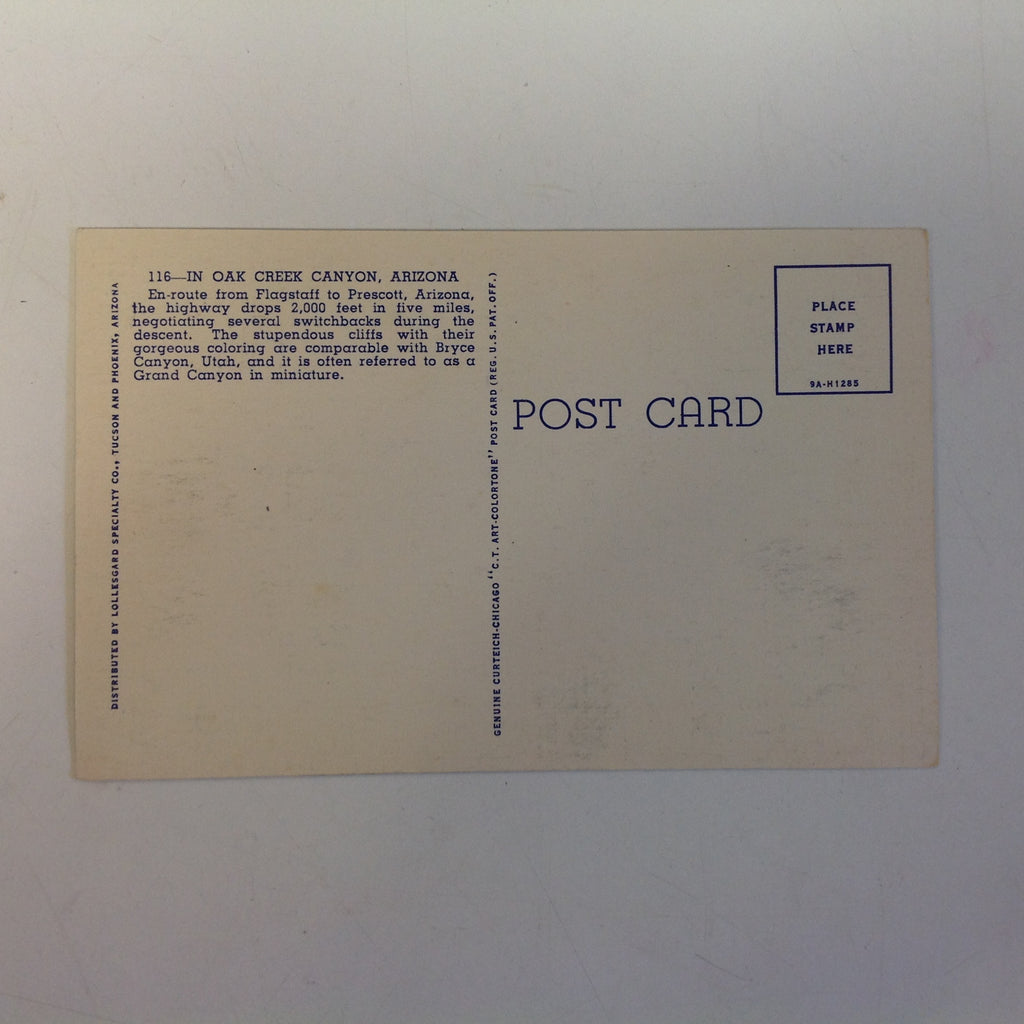 116—IN OAK CREEK CANYON, ARIZONA
En-route from Flagstaff to Prescott, Arizona,
the highway drops 2,000 feet in five miles,
negotiating several switchbacks during the
descent. The stupendous cliffs with their
gorgeous coloring are comparable with Bryce
Canyon, Utah, and it is often referred to as a
Grand Canyon in miniature.
DISTRIBUTED BY LOLLESGARD SPECIALTY CO., TUCSON AND PHOENIX, ARIZONA
GENUINE CURTEICH-CHICAGO "C.T. ART-COLORTONE" POST CARD (REG. U.S. PAT. OFF.)
POST CARD
PLACE
STAMP
HERE
9A-H1285